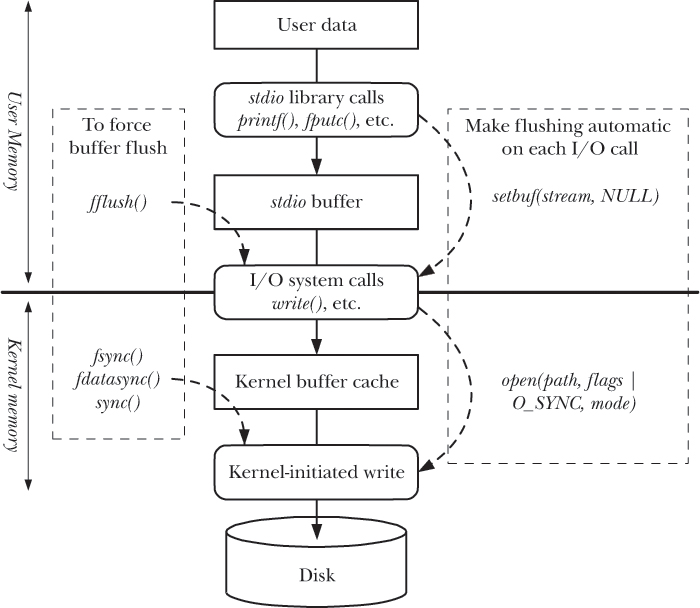 User data
User Memory
stdio library calls
printf(), fputc(), etc.
To force
buffer flush
Make flushing automatic
on each I/O call
fflush()
stdio buffer
setbuf(stream, NULL)
I/O system calls
write(), etc.
Kernel memory
fsync()
fdatasync()
sync()
Kernel buffer cache
open(path, flags |
O_SYNC, mode)
Kernel-initiated write
Disk